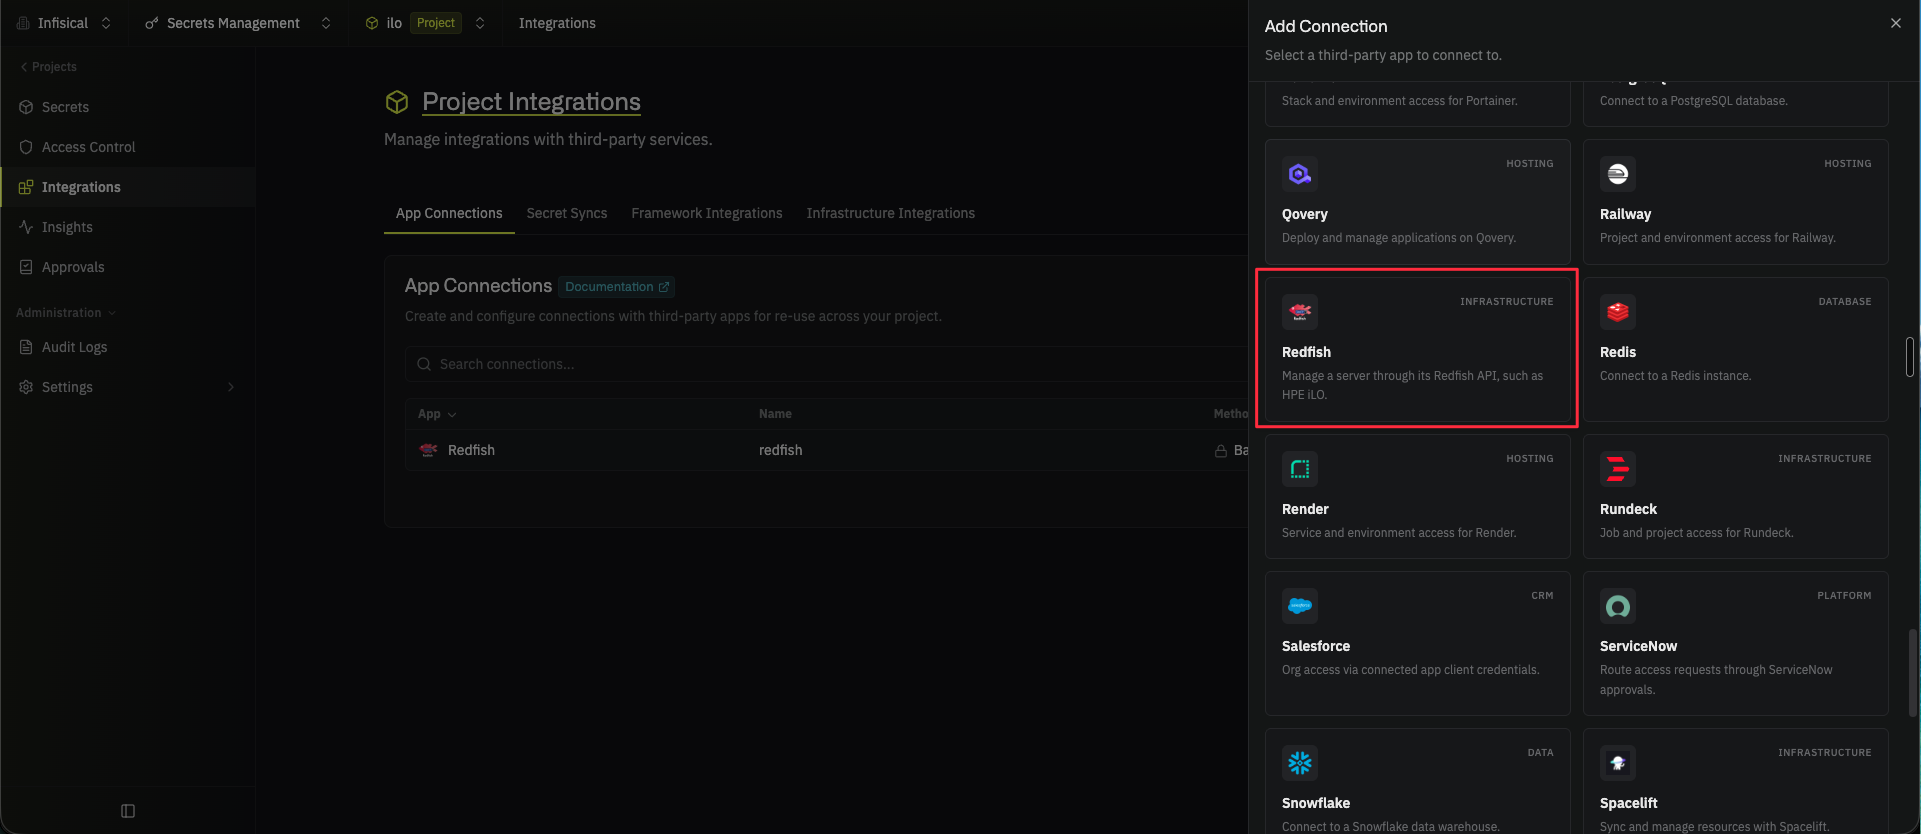 Infisical
Secrets Management
ilo Project
Integrations
Projects
Secrets
Access Control
Integrations
Insights
Approvals
Administration
Audit Logs
Settings
Project Integrations
Manage integrations with third-party services.
App Connections
Secret Syncs
Framework Integrations
Infrastructure Integrations
App Connections Documentation
Create and configure connections with third-party apps for re-use across your project.
Search connections...
App
Name
Metho
Redfish
redfish
Ba
Add Connection
Select a third-party app to connect to.
Stack and environment access for Portainer.
Connect to a PostgreSQL database.
HOSTING
Qovery
Deploy and manage applications on Qovery.
HOSTING
Railway
Project and environment access for Railway.
INFRASTRUCTURE
Redfish
Manage a server through its Redfish API, such as
HPE iLO.
DATABASE
Redis
Connect to a Redis instance.
HOSTING
Render
Service and environment access for Render.
INFRASTRUCTURE
Rundeck
Job and project access for Rundeck.
CRM
Salesforce
Org access via connected app client credentials.
PLATFORM
ServiceNow
Route access requests through ServiceNow
approvals.
DATA
Snowflake
Connect to a Snowflake data warehouse.
INFRASTRUCTURE
Spacelift
Sync and manage resources with Spacelift.